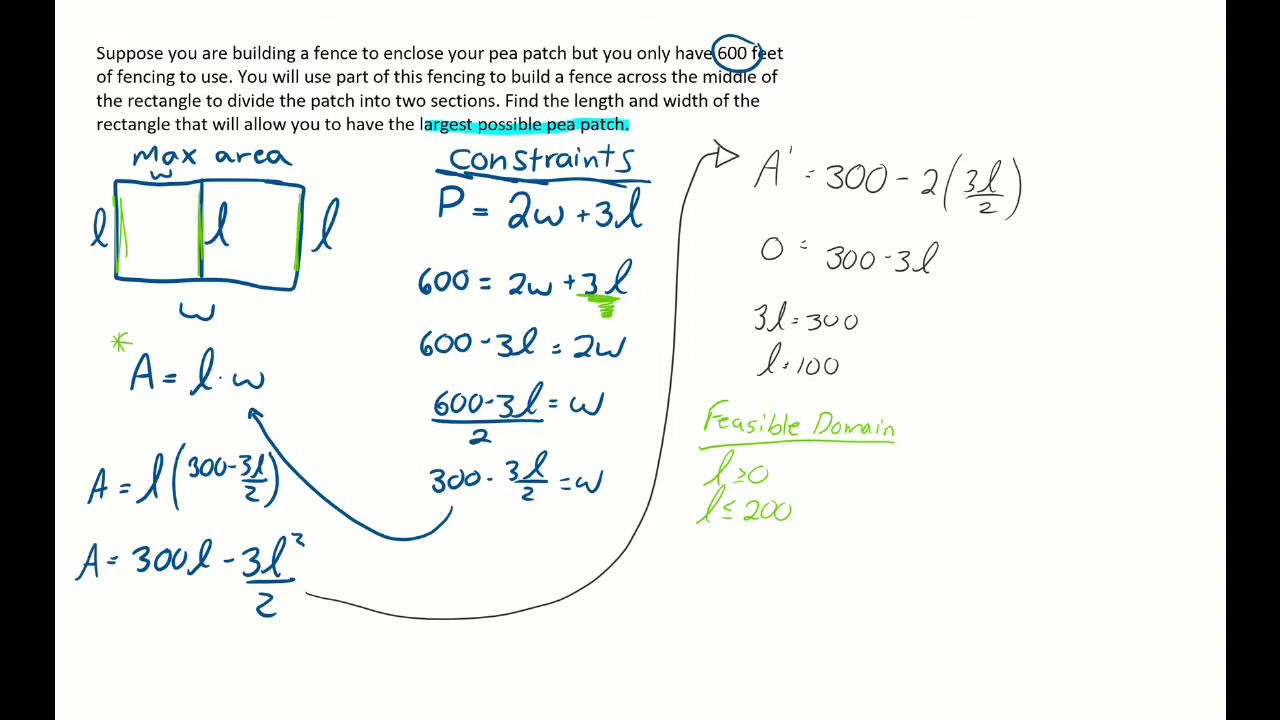 Suppose you are building a fence to enclose your pea patch but you only have 600 feet
of fencing to use. You will use part of this fencing to build a fence across the middle of
the rectangle to divide the patch into two sections. Find the length and width of the
rectangle that will allow you to have the largest possible pea patch.
Max area
w
l l l
w
* A = l · w
A = l(300 - 3l/2)
A = 300l - 3l²/2
Constraints
P = 2w + 3l
600 = 2w + 3l
600 - 3l = 2w
600 - 3l/2 = w
300 - 3l/2 = w
A' = 300 - 2(3l/2)
0 = 300 - 3l
3l = 300
l = 100
Feasible Domain
l ≥ 0
l ≤ 200